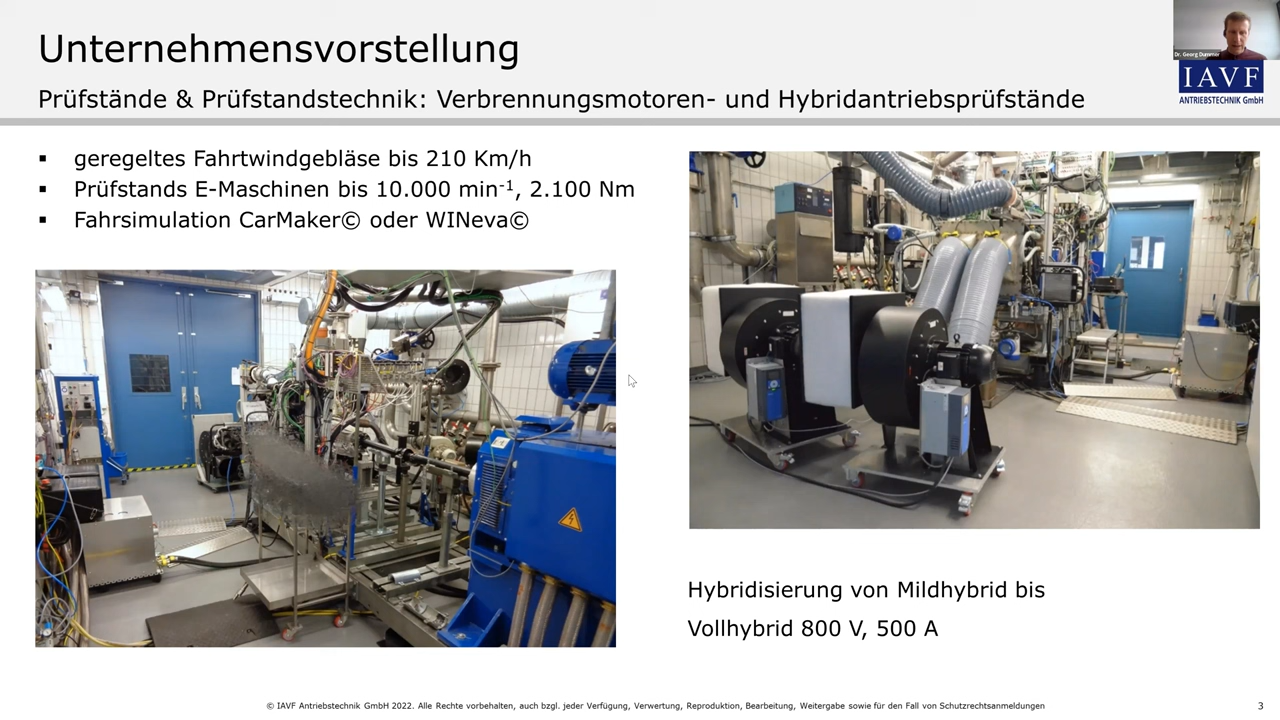 Unternehmensvorstellung
Prüfstände & Prüfstandstechnik: Verbrennungsmotoren- und Hybridantriebsprüfstände
Dr. Georg Dummer
IAVF
ANTRIEBSTECHNIK GmbH
▪ geregeltes Fahrtwindgebläse bis 210 Km/h
▪ Prüfstands E-Maschinen bis 10.000 min-1, 2.100 Nm
▪ Fahrsimulation CarMaker© oder WINeva©
Hybridisierung von Mildhybrid bis
Vollhybrid 800 V, 500 A
© IAVF Antriebstechnik GmbH 2022. Alle Rechte vorbehalten, auch bzgl. jeder Verfügung, Verwertung, Reproduktion, Bearbeitung, Weitergabe sowie für den Fall von Schutzrechtsanmeldungen
3